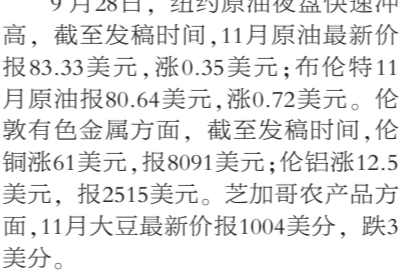 9月28日，纽约原油夜盘快速冲
高，截至发稿时间,11月原油最新价
报83.33美元,涨0.35美元;布伦特11
月原油报80.64美元,涨0.72美元。伦
敦有色金属方面，截至发稿时间,伦
铜涨61美元,报8091美元;伦铝涨12.5
美元，报2515美元。芝加哥农产品方
面,11月大豆最新价报1004美分，跌3
美分。